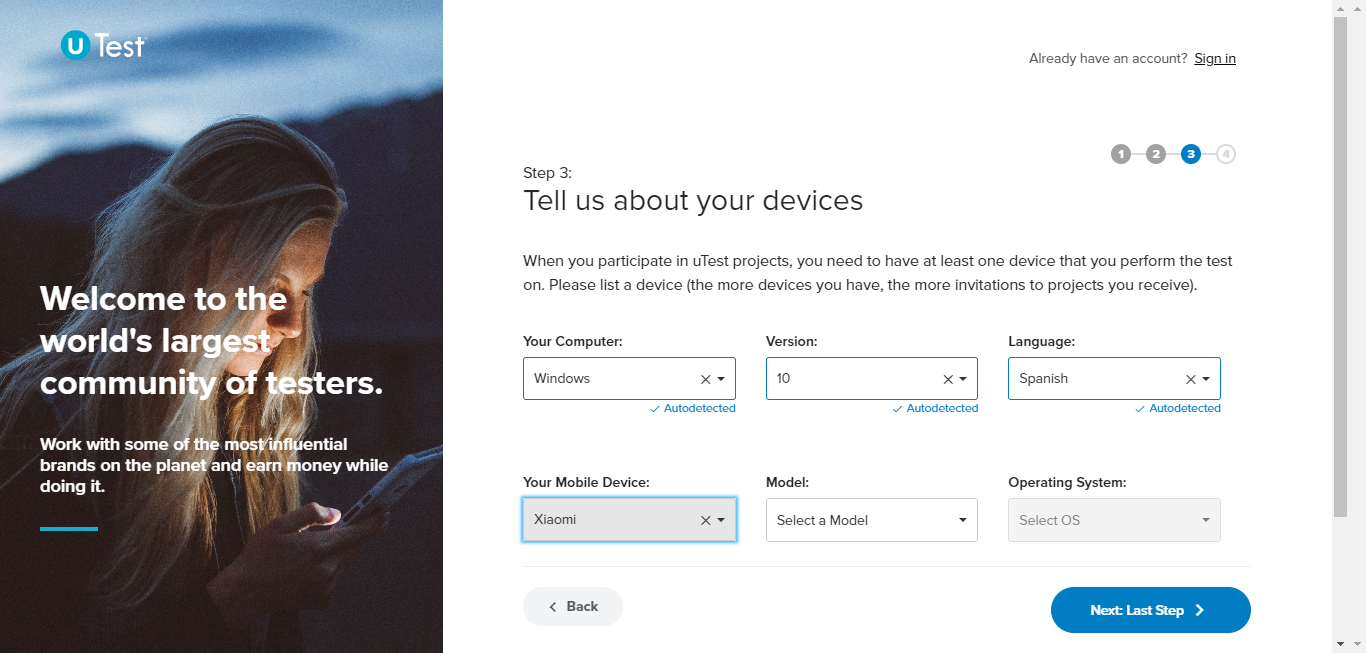 U Test
Already have an account? Sign in
1 2 3 4
Step 3:
Tell us about your devices
Welcome to the
world's largest
community of testers.
Work with some of the most influential
brands on the planet and earn money while
doing it.
When you participate in uTest projects, you need to have at least one device that you perform the test
on. Please list a device (the more devices you have, the more invitations to projects you receive).
Your Computer: Version: Language:
Windows 10 Spanish
Autodetected Autodetected Autodetected
Your Mobile Device: Model: Operating System:
Xiaomi Select a Model Select OS
Back Next: Last Step